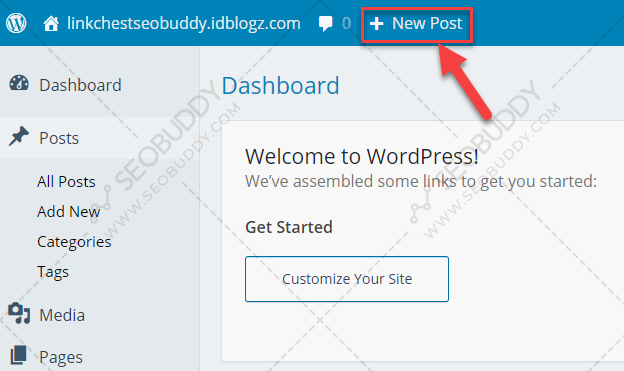 linkchestseobuddy.idblogz.com 0 + New Post
Dashboard
Dashboard
Posts
Welcome to WordPress!
We've assembled some links to get you started:
All Posts
Add New
Get Started
Categories
Tags
Customize Your Site
Media
Pages
SEOBUDDY
WWW.SEOBUDDY.COM
SEOBUDDY
WWW.SEOBUDDY.COM